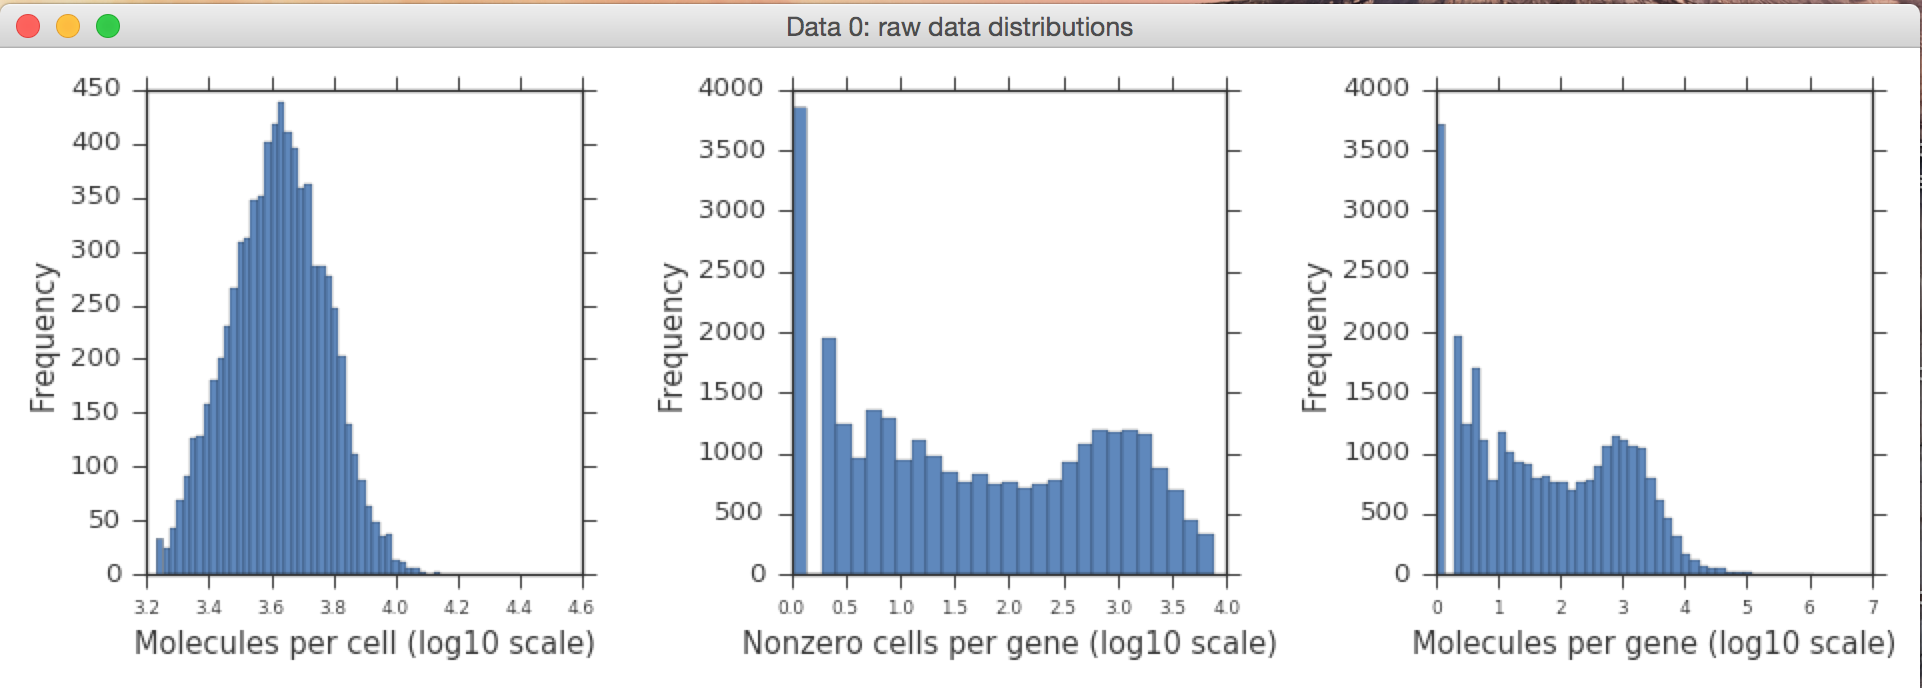 Data 0: raw data distributions
450
400
350
300
250
200
150
100
50
0
Frequency
3.2 3.4 3.6 3.8 4.0 4.2 4.4 4.6
Molecules per cell (log10 scale)
4000
3500
3000
2500
2000
1500
1000
500
0
Frequency
0.0 0.5 1.0 1.5 2.0 2.5 3.0 3.5 4.0
Nonzero cells per gene (log10 scale)
4000
3500
3000
2500
2000
1500
1000
500
0
Frequency
0 1 2 3 4 5 6 7
Molecules per gene (log10 scale)